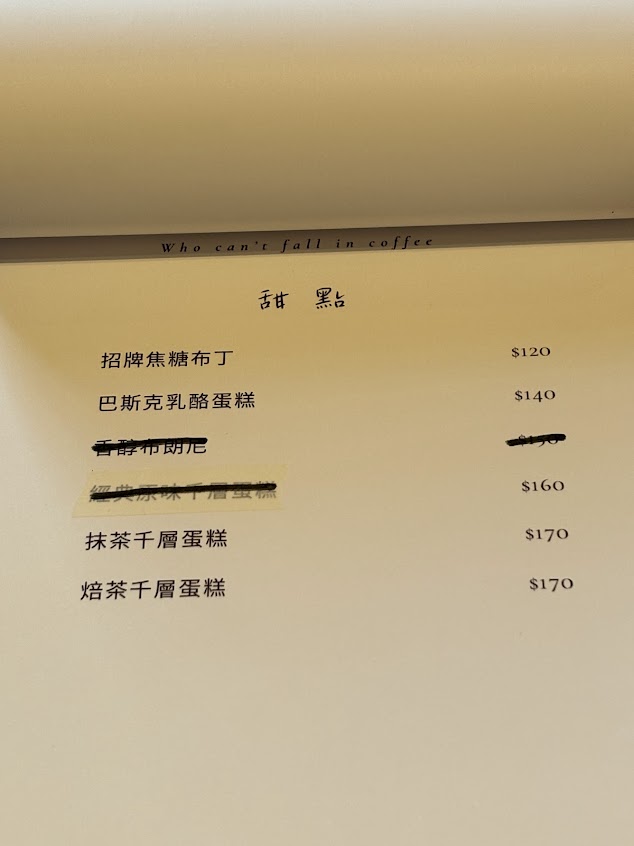 Who can't fall in coffee
甜點
招牌焦糖布丁 $120
巴斯克乳酪蛋糕 $140
香醇布朗尼 $150
經典原味千層蛋糕 $160
抹茶千層蛋糕 $170
焙茶千層蛋糕 $170